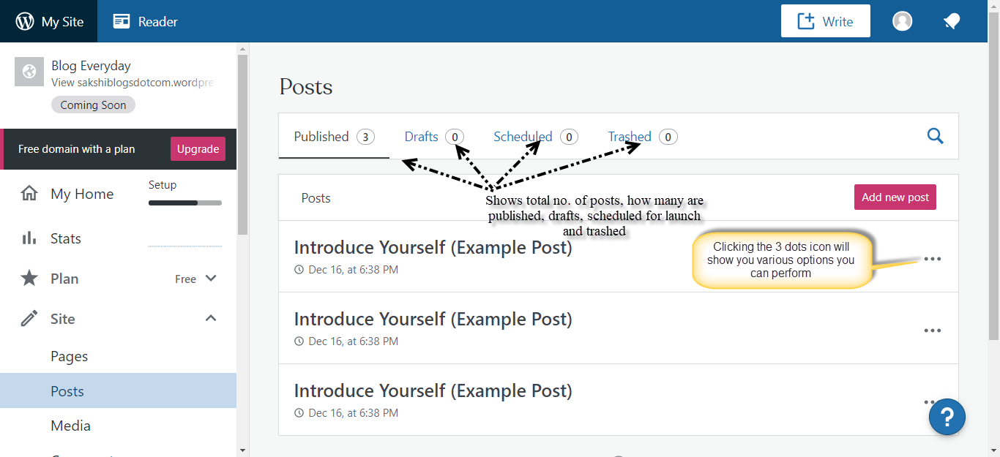 My Site
Reader
Write
Blog Everyday
View sakshiblogsdotcom.wordpre
Coming Soon
Free domain with a plan
Upgrade
My Home
Setup
Stats
Plan
Free
Site
Pages
Posts
Media
Posts
Published 3
Drafts 0
Scheduled 0
Trashed 0
Shows total no. of posts, how many are
published, drafts, scheduled for launch
and trashed
Posts
Add new post
Introduce Yourself (Example Post)
Dec 16, at 6:38 PM
Clicking the 3 dots icon will
show you various options you
can perform
Introduce Yourself (Example Post)
Dec 16, at 6:38 PM
Introduce Yourself (Example Post)
Dec 16, at 6:38 PM
?